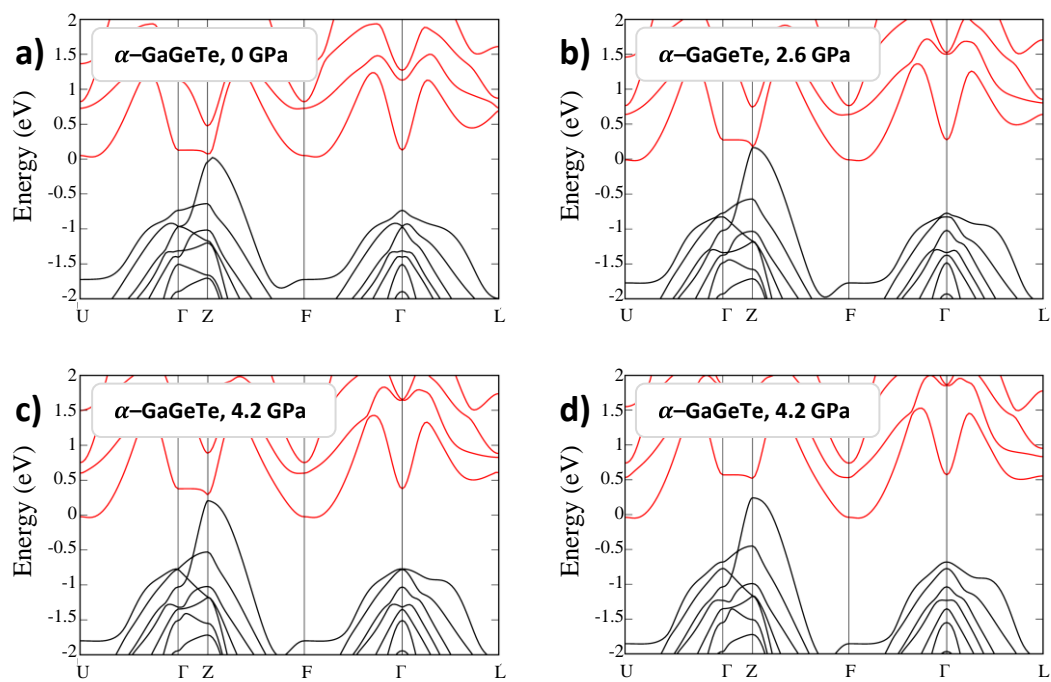 a)
α–GaGeTe, 0 GPa
Energy (eV)
2
1.5
1
0.5
0
-0.5
-1
-1.5
-2
U Γ Z F Γ L
b)
α–GaGeTe, 2.6 GPa
Energy (eV)
2
1.5
1
0.5
0
-0.5
-1
-1.5
-2
U Γ Z F Γ L
c)
α–GaGeTe, 4.2 GPa
Energy (eV)
2
1.5
1
0.5
0
-0.5
-1
-1.5
-2
U Γ Z F Γ L
d)
α–GaGeTe, 4.2 GPa
Energy (eV)
2
1.5
1
0.5
0
-0.5
-1
-1.5
-2
U Γ Z F Γ L